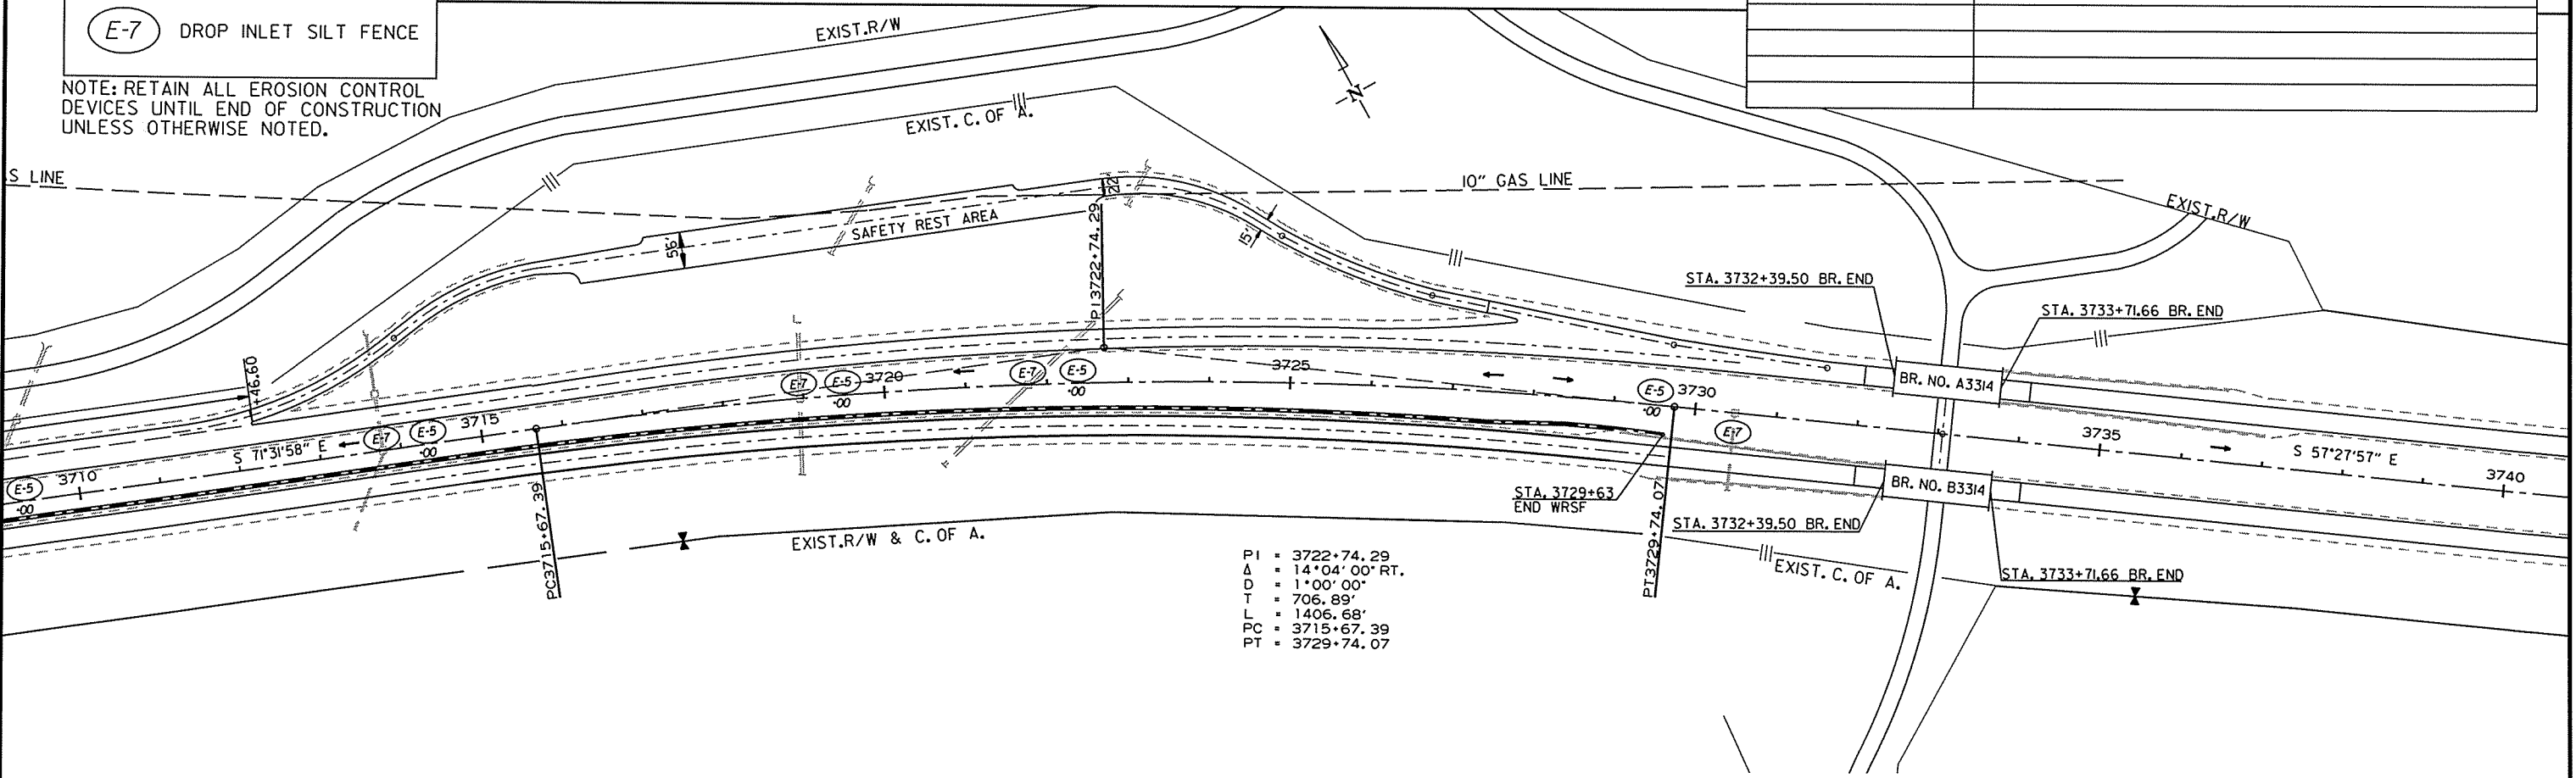 E-7 DROP INLET SILT FENCE
NOTE: RETAIN ALL EROSION CONTROL
DEVICES UNTIL END OF CONSTRUCTION
UNLESS OTHERWISE NOTED.
EXIST.R/W
N
EXIST. C. OF A.
S LINE
10" GAS LINE
22'
EXIST.R/W
SAFETY REST AREA
56'
15'
PI 3722+74.29
STA. 3732+39.50 BR. END
STA. 3733+71.66 BR. END
+46.60
E-7
E-5
3720
+00
E-7
E-5
+00
3725
E-5
3730
+00
BR. NO. A3314
E-7
E-5
3715
+00
S 71°31'58" E
E-7
3735
S 57°27'57" E
3740
E-5
3710
+00
BR. NO. B3314
STA. 3729+63
END WRSF
STA. 3732+39.50 BR. END
PC3715+67.39
PT3729+74.07
EXIST.R/W & C. OF A.
EXIST. C. OF A.
STA. 3733+71.66 BR. END
PI = 3722+74.29
Δ = 14°04'00" RT.
D = 1°00'00"
T = 706.89'
L = 1406.68'
PC = 3715+67.39
PT = 3729+74.07